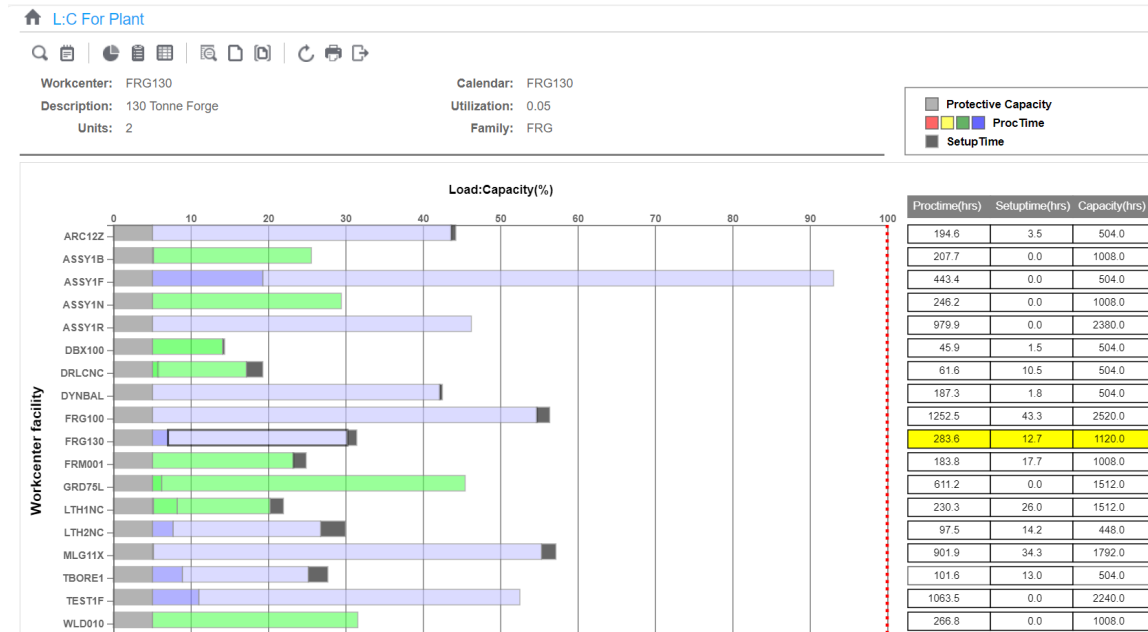 L:C For Plant
Workcenter: FRG130 Calendar: FRG130
Description: 130 Tonne Forge Utilization: 0.05
Units: 2 Family: FRG
Protective Capacity
ProcTime
SetupTime
Load:Capacity(%)
Proctime(hrs) Setuptime(hrs) Capacity(hrs)
0 10 20 30 40 50 60 70 80 90 100
Workcenter facility
ARC12Z 194.6 3.5 504.0
ASSY1B 207.7 0.0 1008.0
ASSY1F 443.4 0.0 504.0
ASSY1N 246.2 0.0 1008.0
ASSY1R 979.9 0.0 2380.0
DBX100 45.9 1.5 504.0
DRLCNC 61.6 10.5 504.0
DYNBAL 187.3 1.8 504.0
FRG100 1252.5 43.3 2520.0
FRG130 283.6 12.7 1120.0
FRM001 183.8 17.7 1008.0
GRD75L 611.2 0.0 1512.0
LTH1NC 230.3 26.0 1512.0
LTH2NC 97.5 14.2 448.0
MLG11X 901.9 34.3 1792.0
TBORE1 101.6 13.0 504.0
TEST1F 1063.5 0.0 2240.0
WLD010 266.8 0.0 1008.0